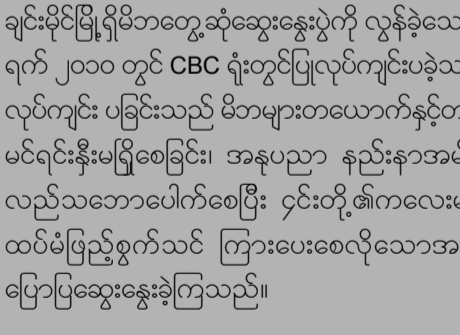 ချင်းမိုင်မြို့ရှိမိဘတွေ့ဆုံဆွေးနွေးပွဲကို လွန်ခဲ့သေ
ရက် ၂၀၁၀ တွင် CBC ရုံးတွင်ပြုလုပ်ကျင်းပခဲ့သ
လုပ်ကျင်း ပခြင်းသည် မိဘများတယောက်နှင့်တ
မင်ရင်းနှီးမရှိုစေခြင်း၊ အနုပညာ နည်းနာအမ
လည်သဘောပေါက်စေပြီး ၄င်းတို့၏ကလေးမ
ထပ်မံဖြည့်စွက်သင် ကြားပေးစေလိုသောအ
ပြောပြဆွေးနွေးခဲ့ကြသည်။